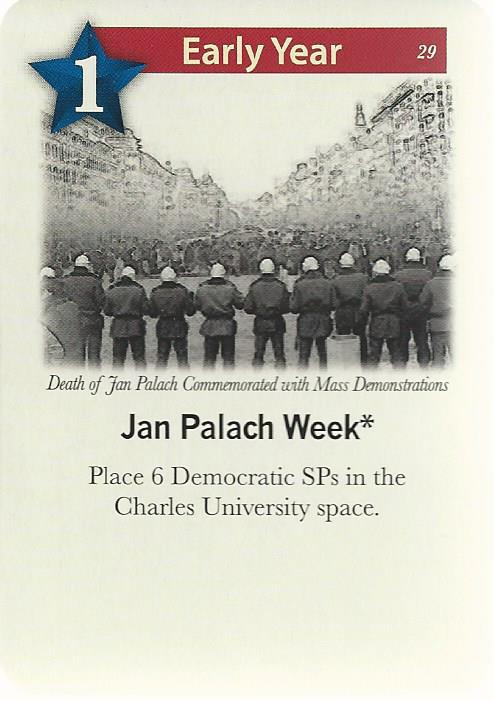 Early Year
29
1
Death of Jan Palach Commemorated with Mass Demonstrations
Jan Palach Week*
Place 6 Democratic SPs in the
Charles University space.